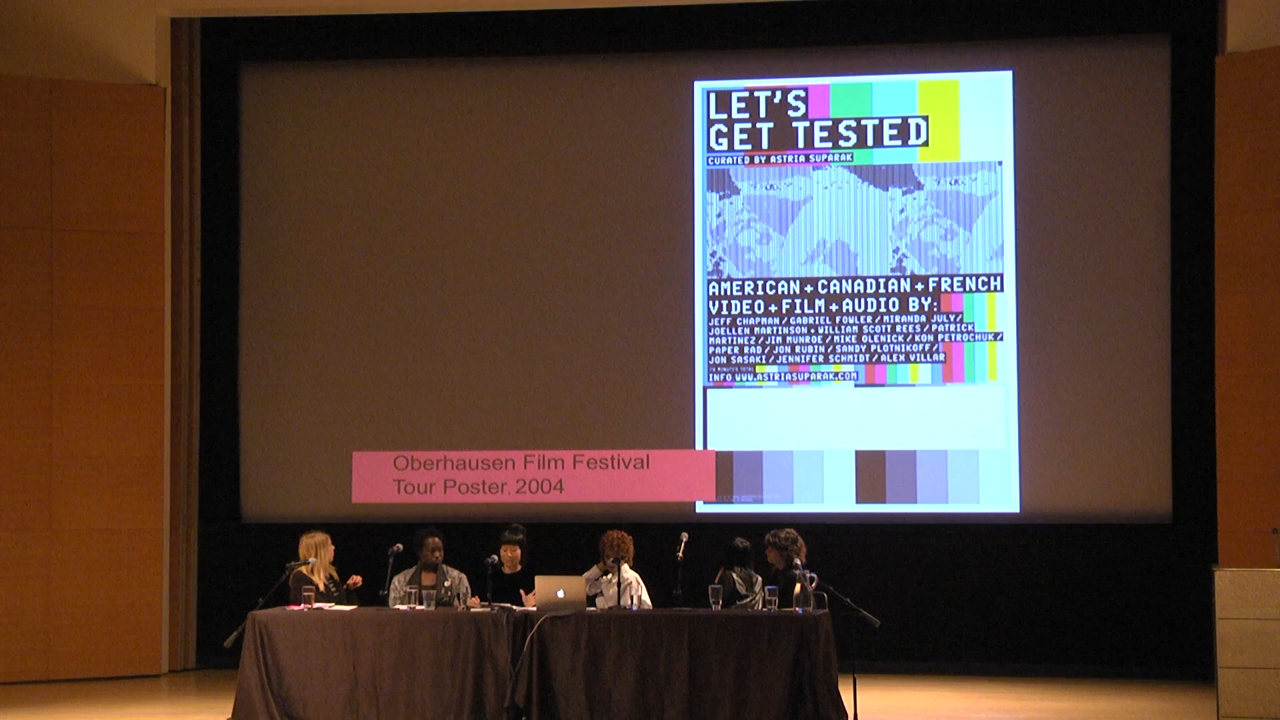 LET'S
GET TESTED
CURATED BY ASTRIA SUPARAK
AMERICAN + CANADIAN + FRENCH
VIDEO + FILM + AUDIO BY:
JEFF CHAPMAN / GABRIEL FOWLER / MIRANDA JULY /
JOELLEN MARTINSON + WILLIAM SCOTT REES / PATRICK
MARTINEZ / JIM MUNROE / MIKE OLENICK / KON PETROCHUK /
PAPER RAD / JON RUBIN / SANDY PLOTNIKOFF /
JON SASAKI / JENNIFER SCHMIDT / ALEX VILLAR
INFO WWW.ASTRIASUPARAK.COM
Oberhausen Film Festival
Tour Poster, 2004